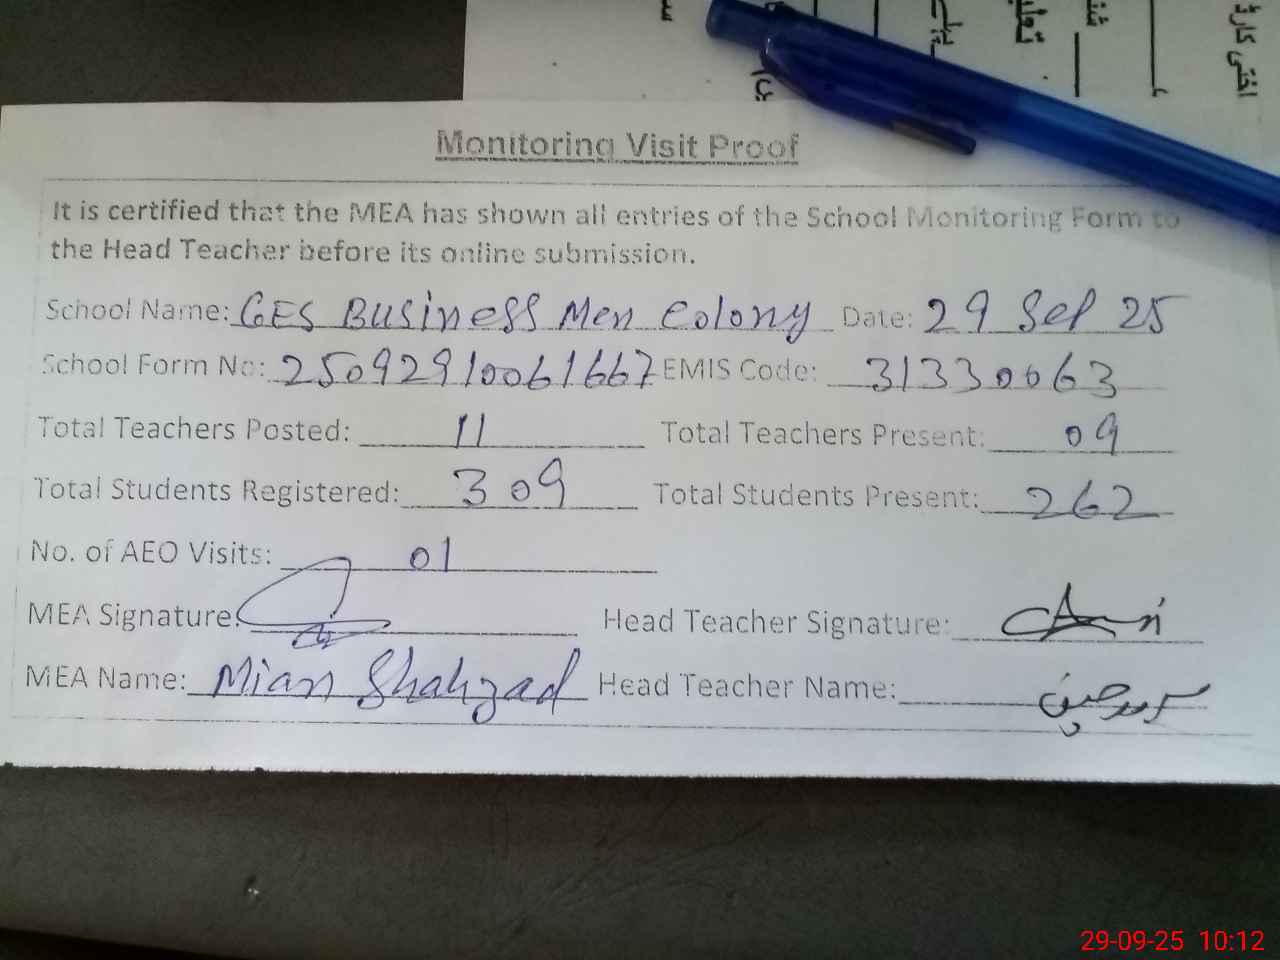 Monitoring Visit Proof
It is certified that the MEA has shown all entries of the School Monitoring Form to
the Head Teacher before its online submission.
School Name: GES Business Men Colony Date: 29 Sep 25
School Form No: 25092910061667 EMIS Code: 31330063
Total Teachers Posted: 11 Total Teachers Present: 09
Total Students Registered: 309 Total Students Present: 262
No. of AEO Visits: 01
MEA Signature: Head Teacher Signature:
MEA Name: Mian Shahzad Head Teacher Name:
29-09-25 10:12